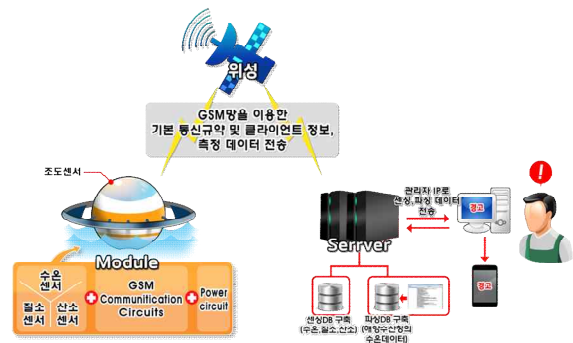 위성
GSM망을 이용한
기본 통신규약 및 클라이언트 정보,
측정 데이터 전송
조도센서
Module
수온
센서
질소
센서
산소
센서
GSM
Communitication
Circuits
Power
circuit
Serrver
관리자 IP로
센싱,파싱 데이터
전송
경고
경고
센싱DB 구축
(수온,질소,산소)
파싱DB 구축
(해양수산청의
수온데이터)